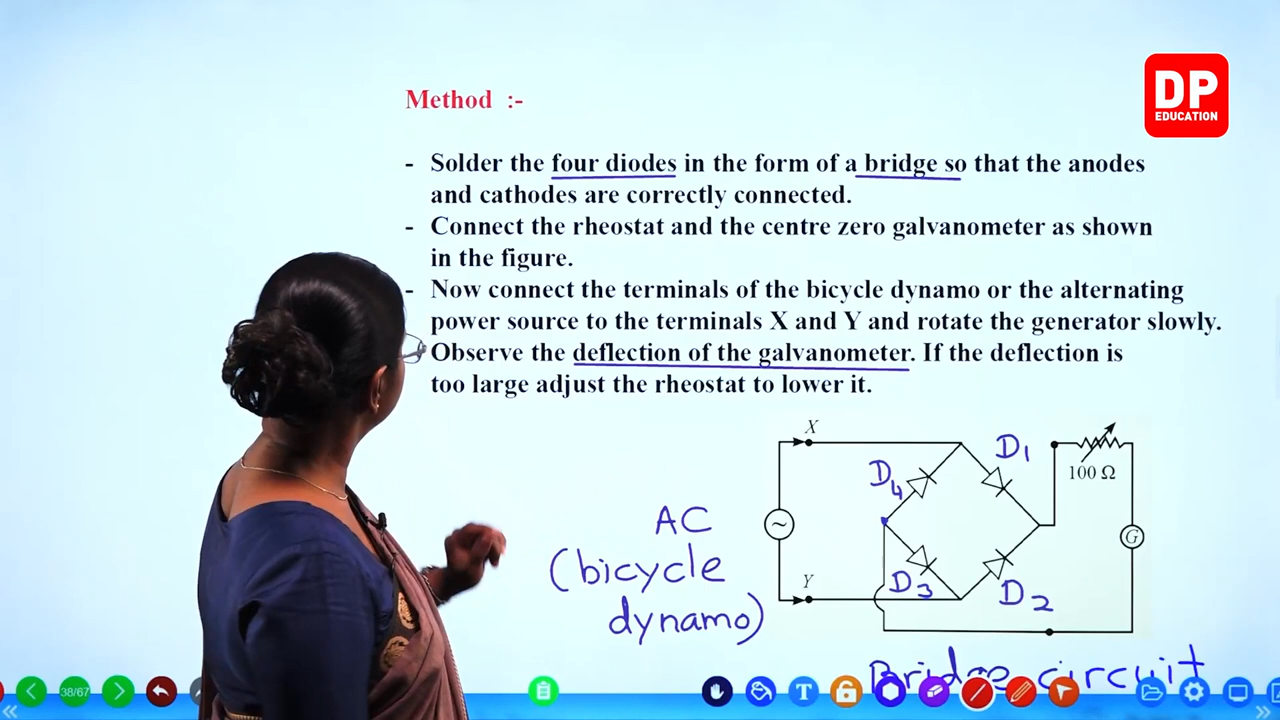 DP
EDUCATION
Method :-
- Solder the four diodes in the form of a bridge so that the anodes
and cathodes are correctly connected.
- Connect the rheostat and the centre zero galvanometer as shown
in the figure.
- Now connect the terminals of the bicycle dynamo or the alternating
power source to the terminals X and Y and rotate the generator slowly.
Observe the deflection of the galvanometer. If the deflection is
too large adjust the rheostat to lower it.
X
D1
D4
100 Ω
AC
~
G
(bicycle
dynamo)
Y
D3
D2
Bridge circuit
38/67
T